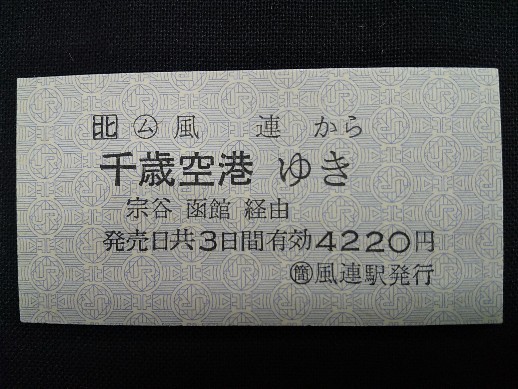 北 ム 風連から
千歳空港 ゆき
宗谷 函館 経由
発売日共3日間有効4220円
簡 風連駅発行